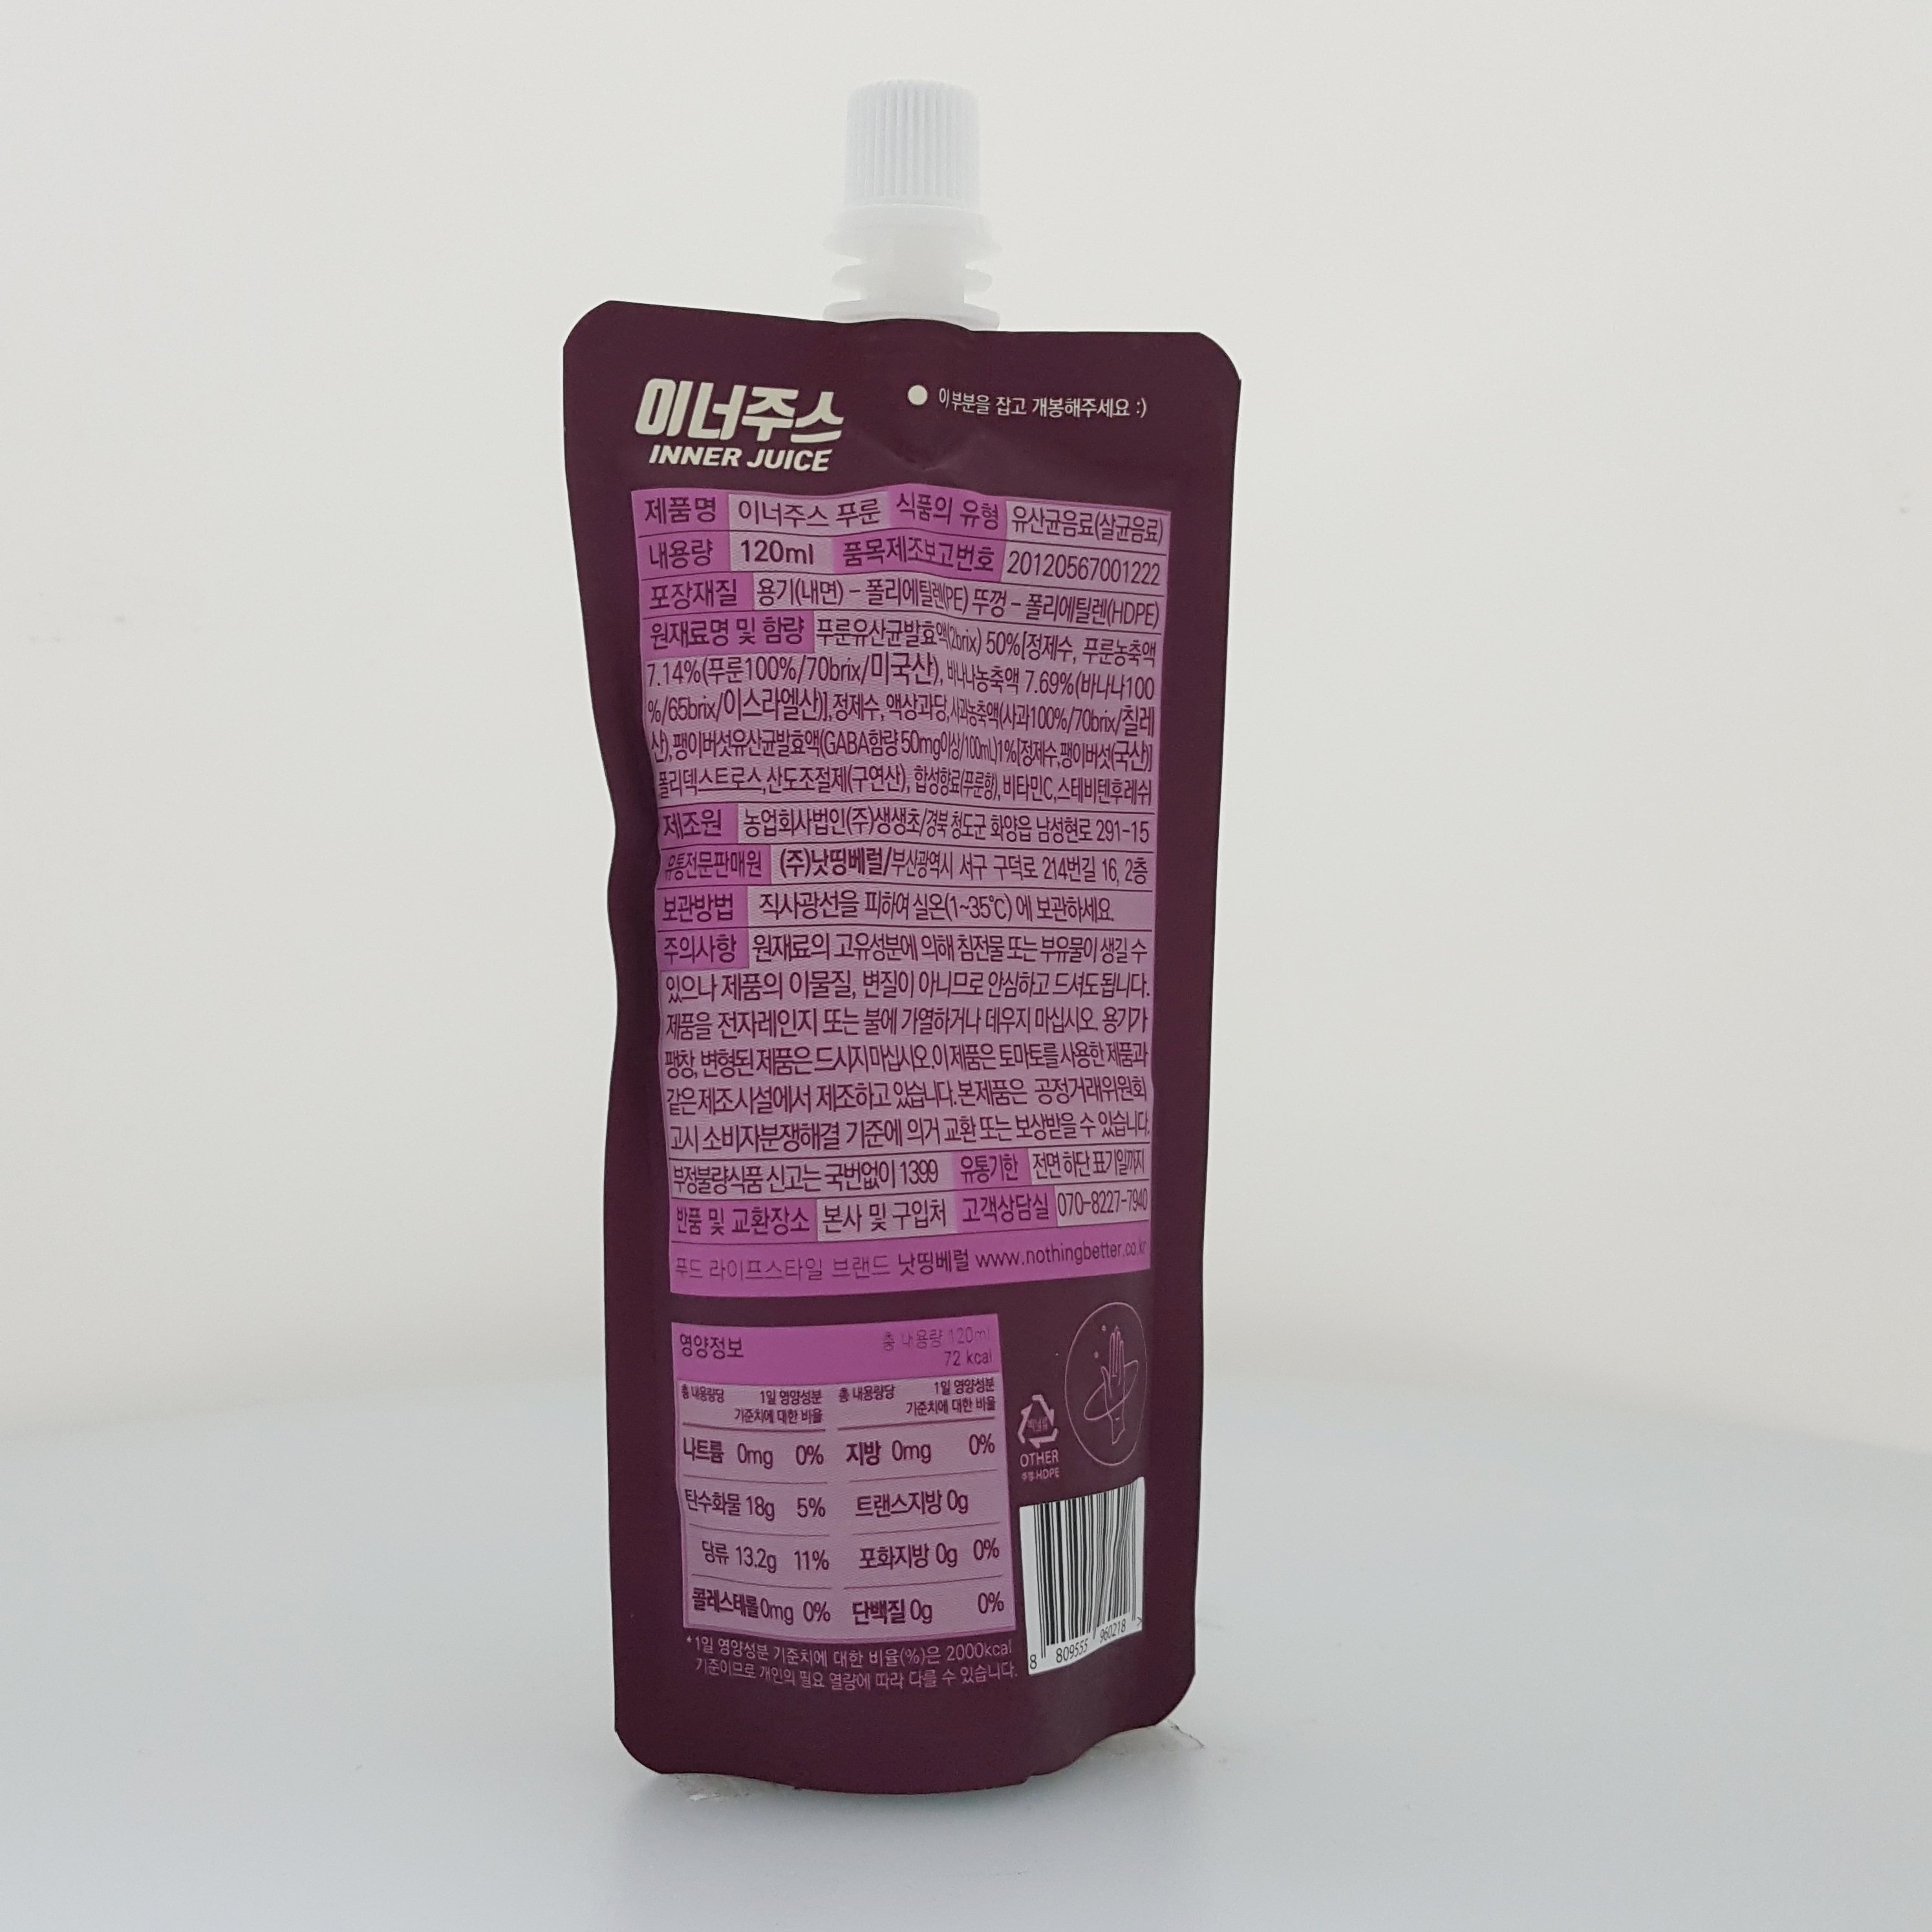 이너주스
INNER JUICE
이 부분을 잡고 개봉해주세요 :)
제품명 이너주스 푸룬 식품의 유형 유산균음료(살균음료)
내용량 120ml 품목제조보고번호 20120567001222
포장재질 용기(내면) - 폴리에틸렌(PE) 뚜껑 - 폴리에틸렌(HDPE)
원재료명 및 함량 푸룬유산균발효액(2brix) 50%[정제수, 푸룬농축액
7.14%(푸룬100%/70brix/미국산), 바나나농축액 7.69%(바나나100
%/65brix/이스라엘산)], 정제수, 액상과당, 사과농축액(사과100%/70brix/칠레
산), 팽이버섯유산균발효액(GABA함량 50mg이상/100mL)1%[정제수,팽이버섯(국산)]
폴리덱스트로스, 산도조절제(구연산), 합성향료(푸룬향), 비타민C, 스테비텐후레쉬
제조원 농업회사법인(주)생생초/경북 청도군 화양읍 남성현로 291-15
유통전문판매원 (주)낫띵베럴/부산광역시 서구 구덕로 214번길 16, 2층
보관방법 직사광선을 피하여 실온(1~35℃) 에 보관하세요.
주의사항 원재료의 고유성분에 의해 침전물 또는 부유물이 생길 수
있으나 제품의 이물질, 변질이 아니므로 안심하고 드셔도 됩니다.
제품을 전자레인지 또는 불에 가열하거나 데우지 마십시오. 용기가
팽창, 변형된 제품은 드시지 마십시오. 이 제품은 토마토를 사용한 제품과
같은 제조시설에서 제조하고 있습니다. 본 제품은 공정거래위원회
고시 소비자분쟁해결 기준에 의거 교환 또는 보상받을 수 있습니다.
부정불량식품 신고는 국번없이 1399 유통기한 전면 하단 표기일까지
반품 및 교환장소 본사 및 구입처 고객상담실 070-8227-7940
푸드 라이프스타일 브랜드 낫띵베럴 www.nothingbetter.co.kr
영양정보 총 내용량 120ml
72 kcal
총 내용량당 1일 영양성분 총 내용량당 1일 영양성분
기준치에 대한 비율 기준치에 대한 비율
나트륨 0mg 0% 지방 0mg 0%
탄수화물 18g 5% 트랜스지방 0g
당류 13.2g 11% 포화지방 0g 0%
콜레스테롤 0mg 0% 단백질 0g 0%
*1일 영양성분 기준치에 대한 비율(%)은 2000kcal
기준이므로 개인의 필요 열량에 따라 다를 수 있습니다.
OTHER
HDPE
8 809555 960218 >